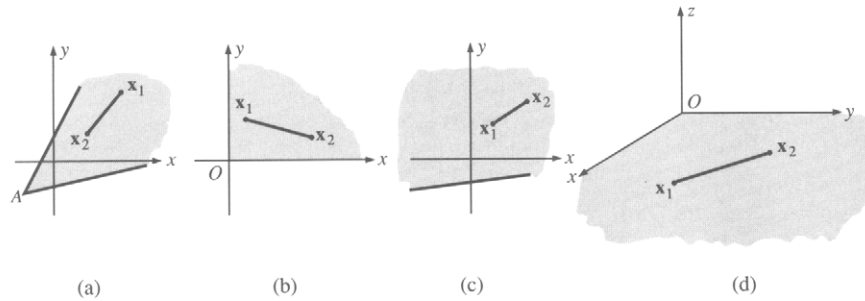 y
x₁
x₂
x
A
(a)
y
x₁
x₂
O
x
(b)
y
x₂
x₁
x
(c)
z
O
y
x₂
x
x₁
(d)